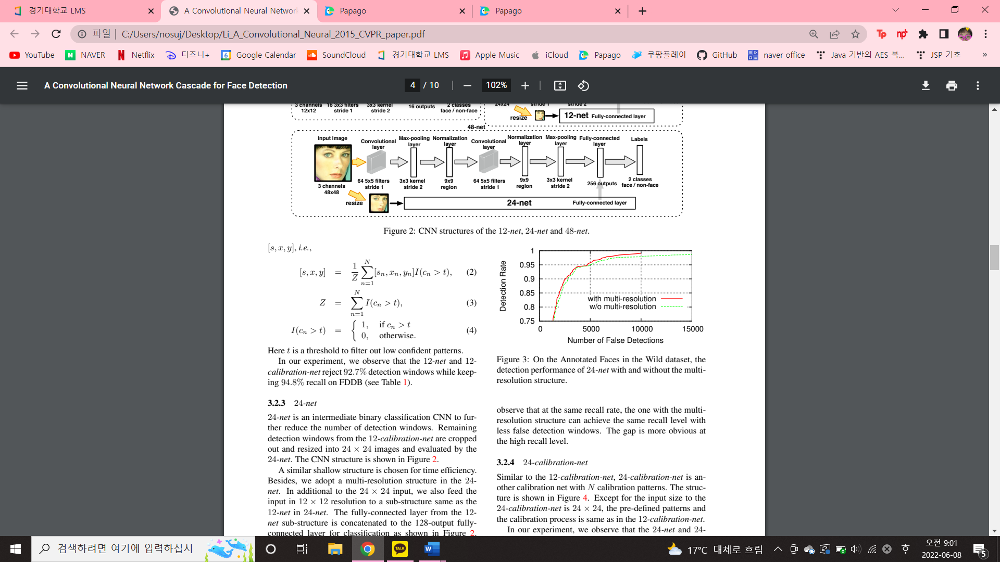 경기대학교 LMS
A Convolutional Neural Network
Papago
Papago
파일 | C:/Users/nosuj/Desktop/Li_A_Convolutional_Neural_2015_CVPR_paper.pdf
YouTube
NAVER
Netflix
디즈니+
Google Calendar
SoundCloud
경기대학교 LMS
Apple Music
iCloud
Papago
쿠팡플레이
GitHub
naver office
Java 기반의 AES 복...
JSP 기초
»
A Convolutional Neural Network Cascade for Face Detection
4 / 10
102%
3 channels
12x12
16 3x3 filters
stride 1
3x3 kernel
stride 2
16 outputs
2 classes
face / non-face
24x24
stride 1
stride 2
resize
12-net Fully-connected layer
48-net
Input Image
Convolutional
layer
Max-pooling
layer
Normalization
layer
Convolutional
layer
Normalization
layer
Max-pooling
layer
Fully-connected
layer
Labels
3 channels
48x48
64 5x5 filters
stride 1
3x3 kernel
stride 2
9x9
region
64 5x5 filters
stride 1
9x9
region
3x3 kernel
stride 2
256 outputs
2 classes
face / non-face
resize
24-net
Fully-connected layer
Figure 2: CNN structures of the 12-net, 24-net and 48-net.
[s, x, y], i.e.,
[s, x, y] = 1/Z ∑_{n=1}^{N} [s_n, x_n, y_n]I(c_n > t), (2)
Z = ∑_{n=1}^{N} I(c_n > t), (3)
I(c_n > t) = { 1, if c_n > t
0, otherwise. (4)
Here t is a threshold to filter out low confident patterns.
In our experiment, we observe that the 12-net and 12-
calibration-net reject 92.7% detection windows while keep-
ing 94.8% recall on FDDB (see Table 1).
3.2.3 24-net
24-net is an intermediate binary classification CNN to fur-
ther reduce the number of detection windows. Remaining
detection windows from the 12-calibration-net are cropped
out and resized into 24 × 24 images and evaluated by the
24-net. The CNN structure is shown in Figure 2.
A similar shallow structure is chosen for time efficiency.
Besides, we adopt a multi-resolution structure in the 24-
net. In additional to the 24 × 24 input, we also feed the
input in 12 × 12 resolution to a sub-structure same as the
12-net in 24-net. The fully-connected layer from the 12-
net sub-structure is concatenated to the 128-output fully-
connected layer for classification as shown in Figure 2.
Detection Rate
1
0.95
0.9
0.85
0.8
0.75
with multi-resolution
w/o multi-resolution
0 5000 10000 15000
Number of False Detections
Figure 3: On the Annotated Faces in the Wild dataset, the
detection performance of 24-net with and without the multi-
resolution structure.
observe that at the same recall rate, the one with the multi-
resolution structure can achieve the same recall level with
less false detection windows. The gap is more obvious at
the high recall level.
3.2.4 24-calibration-net
Similar to the 12-calibration-net, 24-calibration-net is an-
other calibration net with N calibration patterns. The struc-
ture is shown in Figure 4. Except for the input size to the
24-calibration-net is 24 × 24, the pre-defined patterns and
the calibration process is same as in the 12-calibration-net.
In our experiment, we observe that the 24-net and 24-
검색하려면 여기에 입력하십시
TALK
17°C 대체로 흐림
오전 9:01
2022-06-08
5